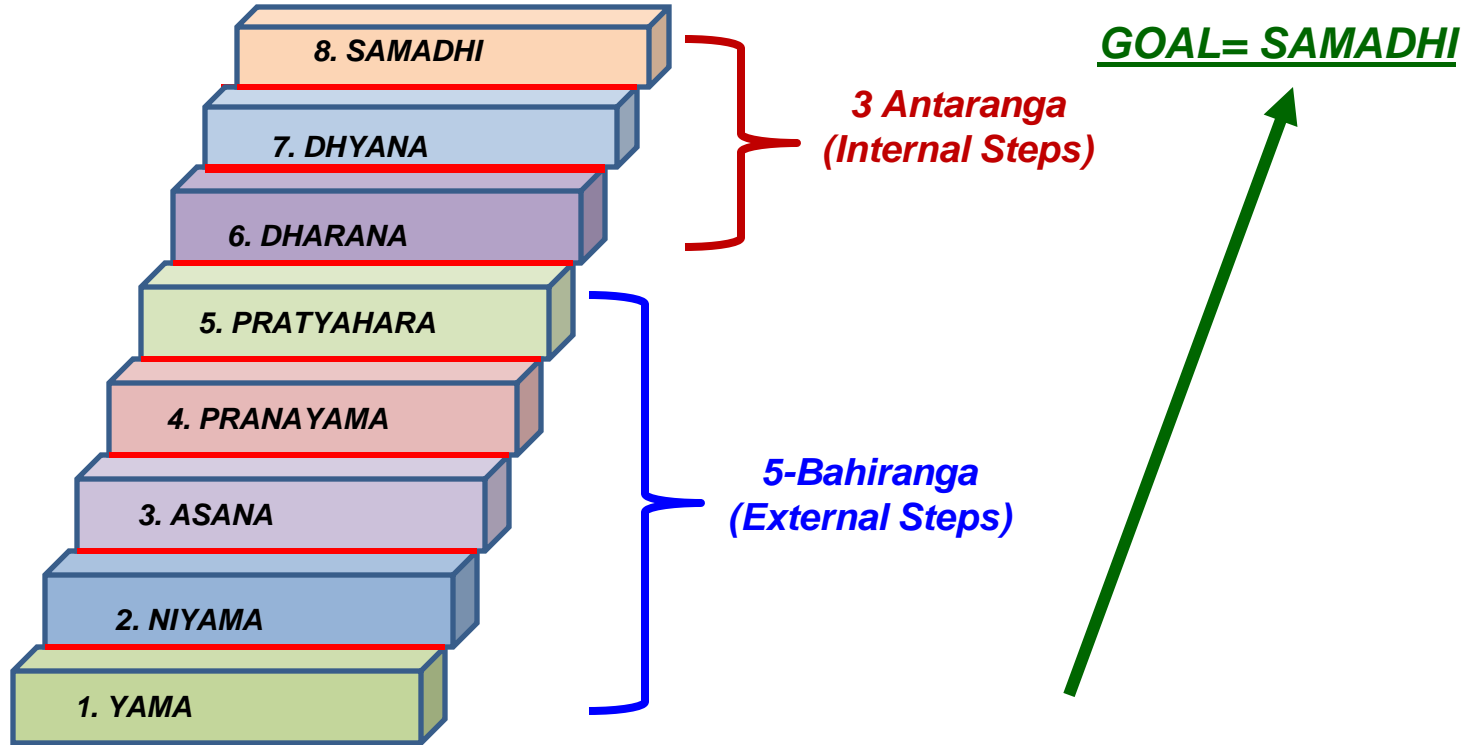 8. SAMADHI
7. DHYANA
6. DHARANA
5. PRATYAHARA
4. PRANAYAMA
3. ASANA
2. NIYAMA
1. YAMA
3 Antaranga
(Internal Steps)
5-Bahiranga
(External Steps)
GOAL= SAMADHI